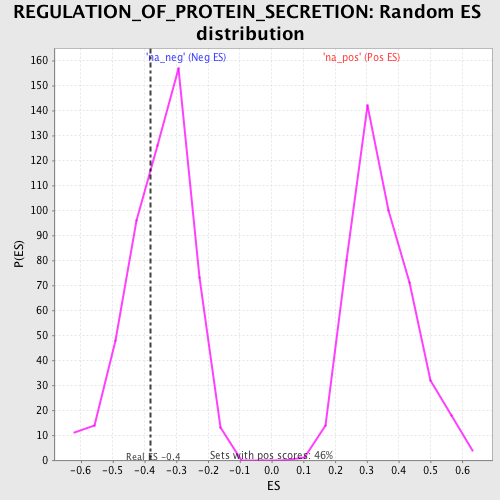 REGULATION_OF_PROTEIN_SECRETION: Random ES
distribution
'na_neg' (Neg ES)
'na_pos' (Pos ES)
P(ES)
160
150
140
130
120
110
100
90
80
70
60
50
40
30
20
10
0
Real ES -0.4
Sets with pos scores: 46%
-0.6 -0.5 -0.4 -0.3 -0.2 -0.1 0.0 0.1 0.2 0.3 0.4 0.5 0.6
ES